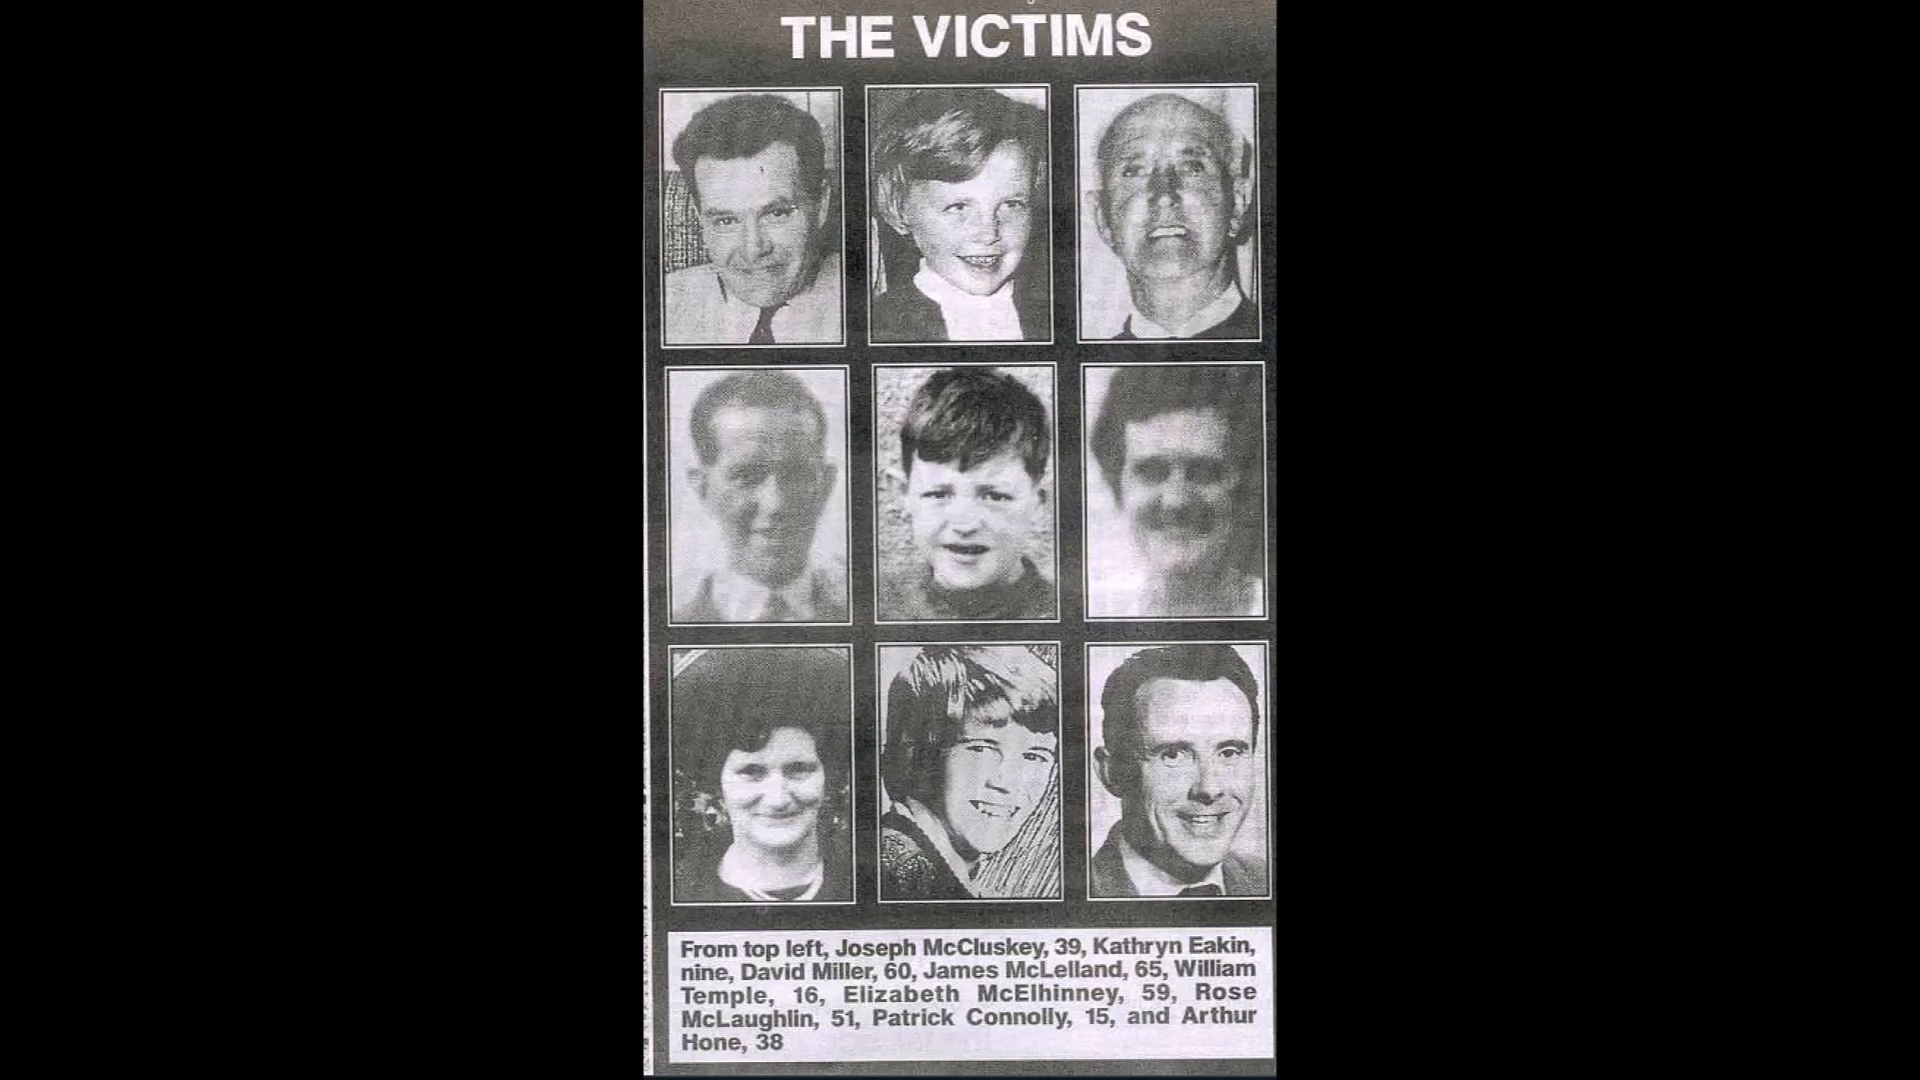 THE VICTIMS
From top left, Joseph McCluskey, 39, Kathryn Eakin,
nine, David Miller, 60, James McLelland, 65, William
Temple, 16, Elizabeth McElhinney, 59, Rose
McLaughlin, 51, Patrick Connolly, 15, and Arthur
Hone, 38